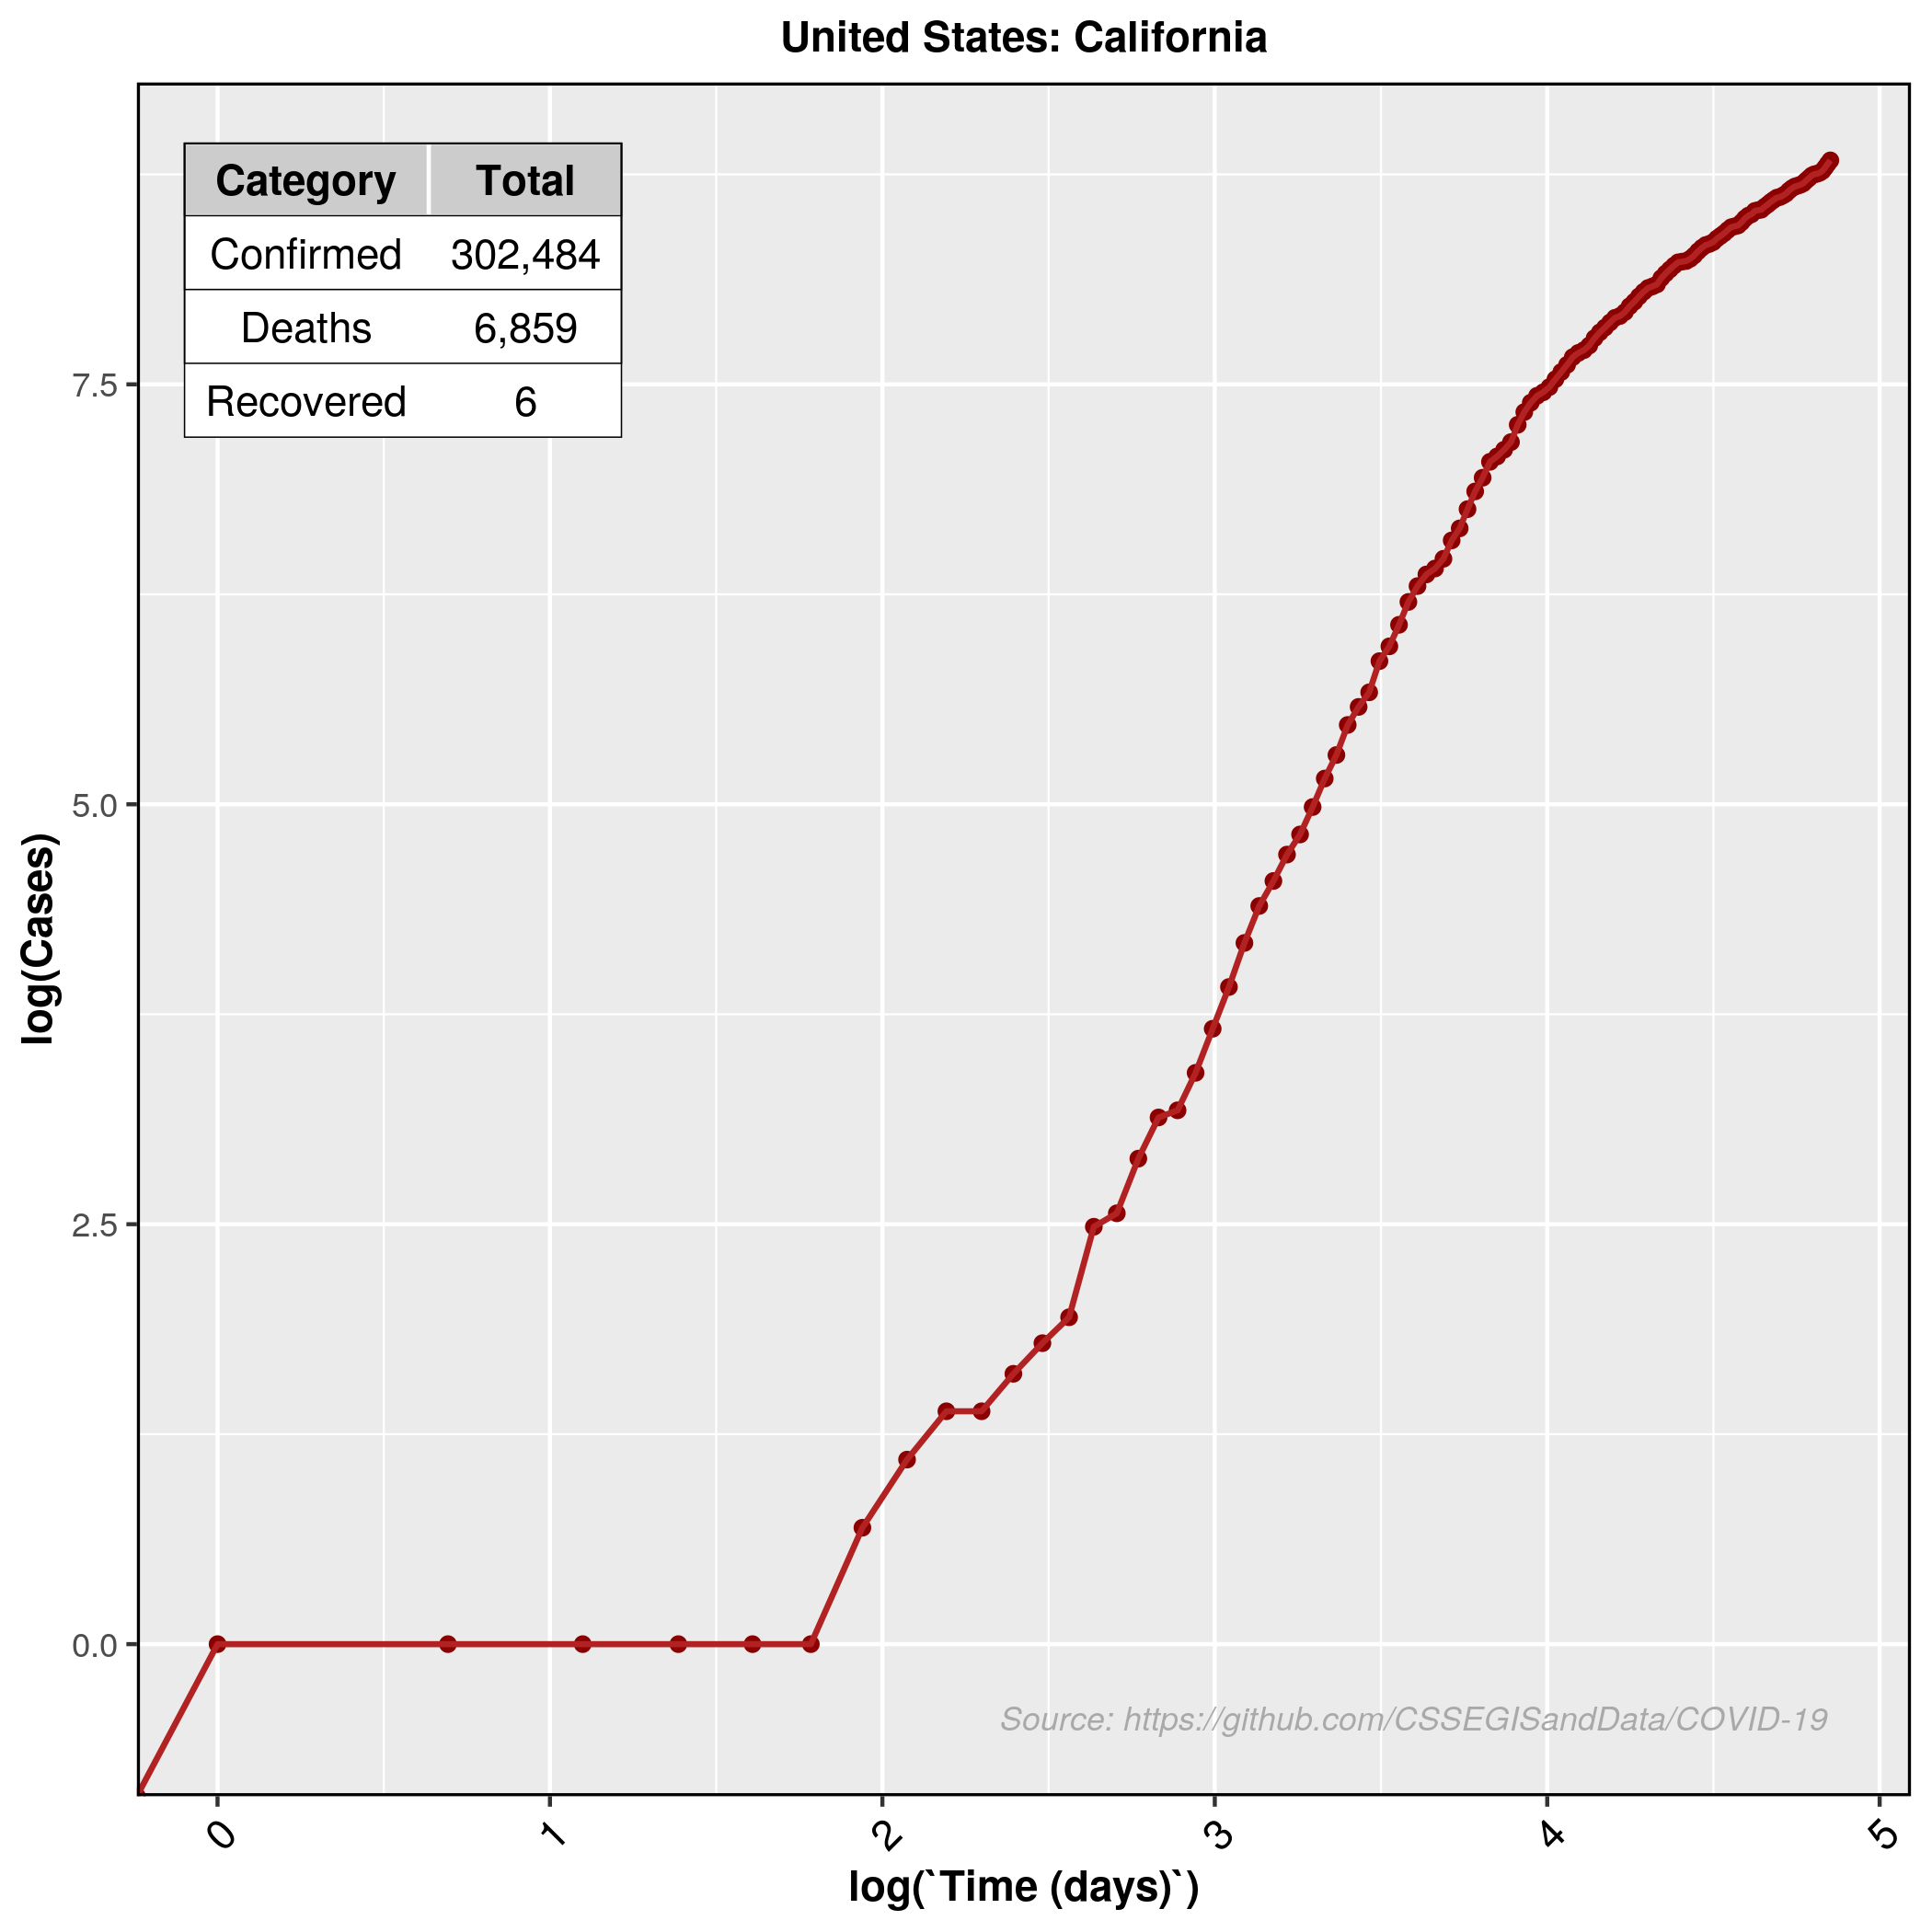 United States: California
Category Total
Confirmed 302,484
Deaths 6,859
Recovered 6
7.5
5.0
2.5
0.0
log(Cases)
Source: https://github.com/CSSEGISandData/COVID-19
0 1 2 3 4 5
log(`Time (days)`)